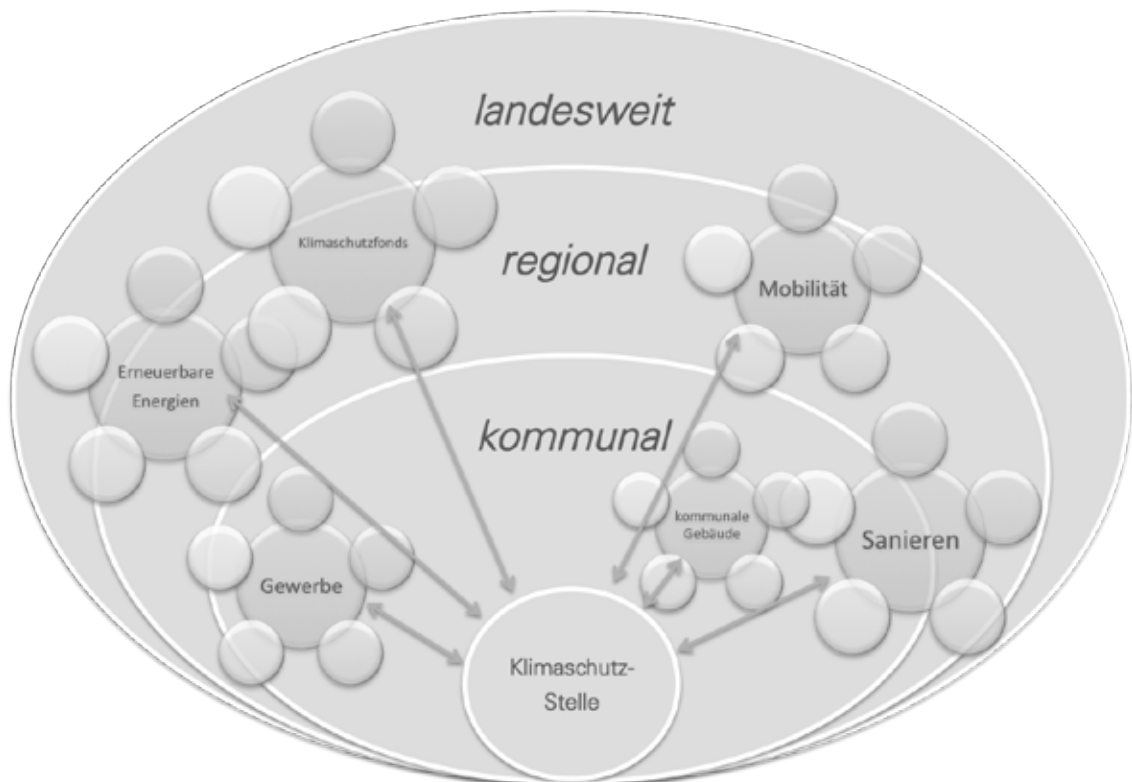 landesweit
Klimaschutzfonds
regional
Mobilität
Erneuerbare
Energien
kommunal
kommunale
Gebäude
Sanieren
Gewerbe
Klimaschutz-
Stelle